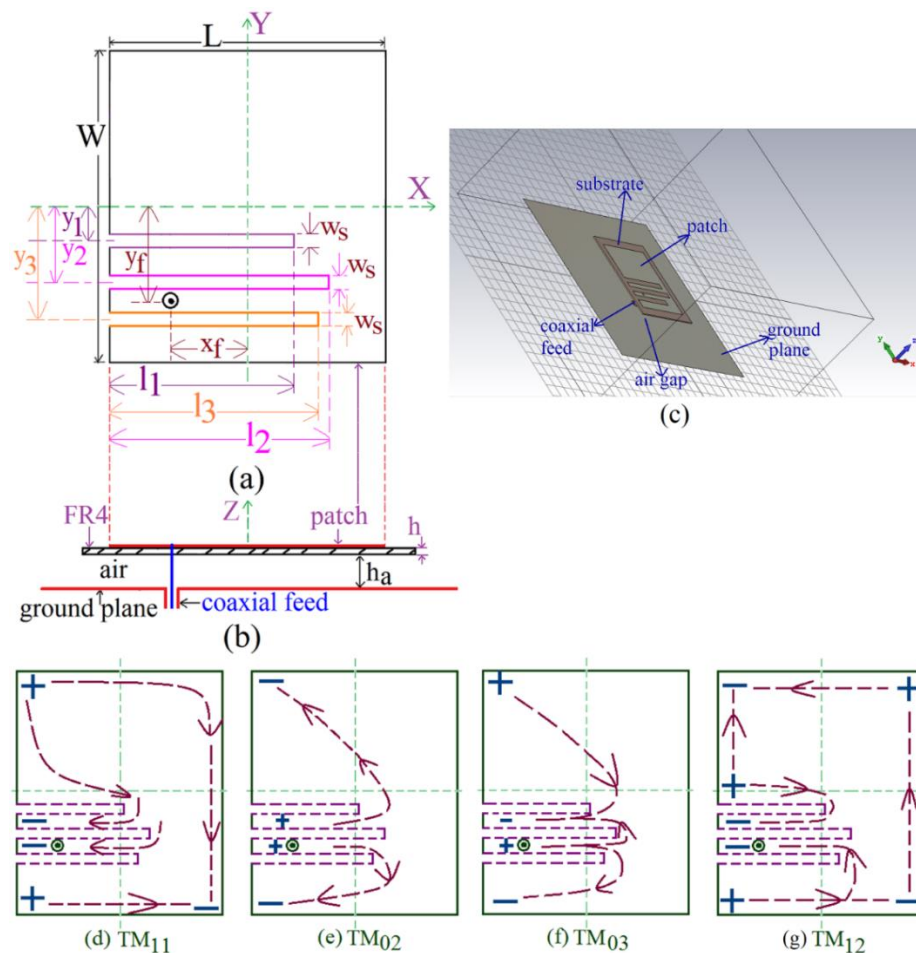 Y
L
W
X
y1
y2
y3
yf
ws
ws
ws
xf
l1
l3
l2
(a)
substrate
patch
coaxial
feed
air gap
ground
plane
y
z
x
(c)
FR4
Z
patch
h
air
ha
ground plane
coaxial feed
(b)
+
−
−
+
−
−
+
+
−
+
−
+
−
−
+
+
−
−
+
−
(d) TM11
(e) TM02
(f) TM03
(g) TM12